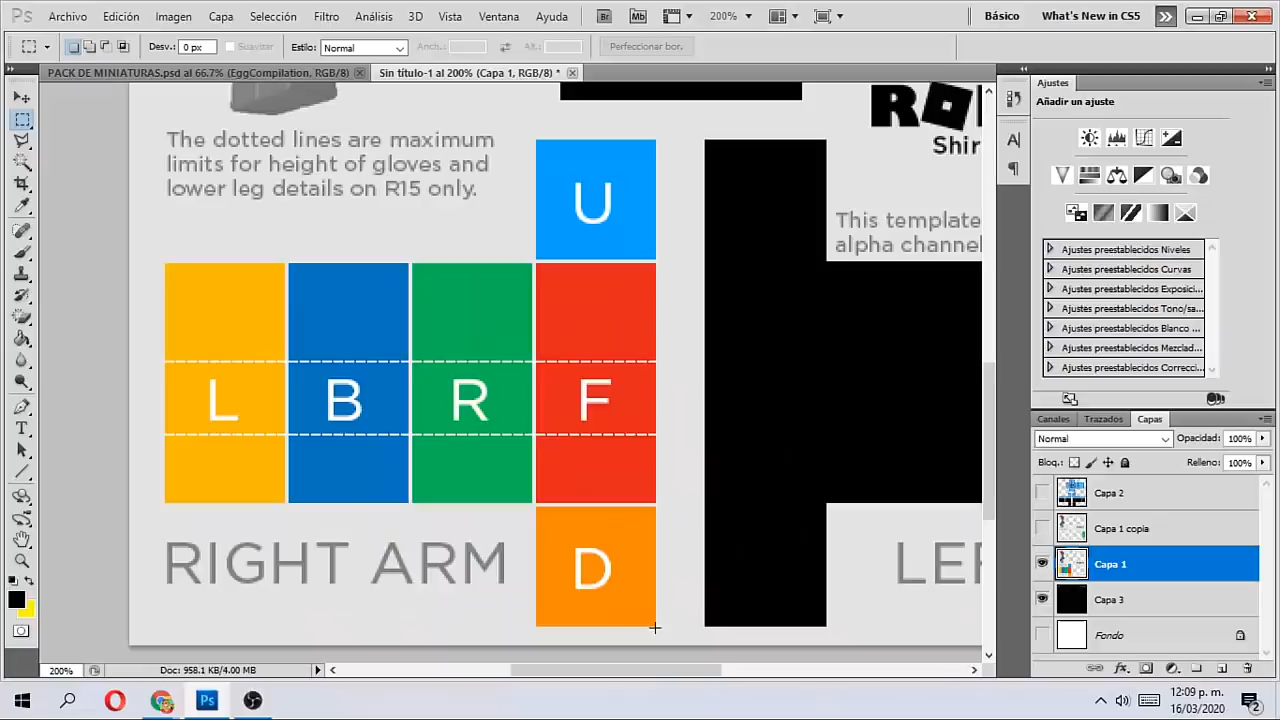 Ps Archivo Edición Imagen Capa Selección Filtro Análisis 3D Vista Ventana Ayuda Br Mb 200% Básico What's New in CS5
Desv.: 0 px Suavizar Estilo: Normal Anch.: Alt.: Perfeccionar bor.
PACK DE MINIATURAS.psd al 66.7% (EggCompilation, RGB/8) Sin título-1 al 200% (Capa 1, RGB/8) *
The dotted lines are maximum
limits for height of gloves and
lower leg details on R15 only.
U
L B R F
D
RIGHT ARM
Shir
This template
alpha channel
LEF
Ajustes
Añadir un ajuste
Ajustes preestablecidos Niveles
Ajustes preestablecidos Curvas
Ajustes preestablecidos Exposici...
Ajustes preestablecidos Tono/sa...
Ajustes preestablecidos Blanco ...
Ajustes preestablecidos Mezclad...
Ajustes preestablecidos Correcci...
Canales Trazados Capas
Normal Opacidad: 100%
Bloq.: Relleno: 100%
Capa 2
Capa 1 copia
Capa 1
Capa 3
Fondo
200% Doc: 958.1 KB/4.00 MB
Ps 12:09 p. m.
16/03/2020 2